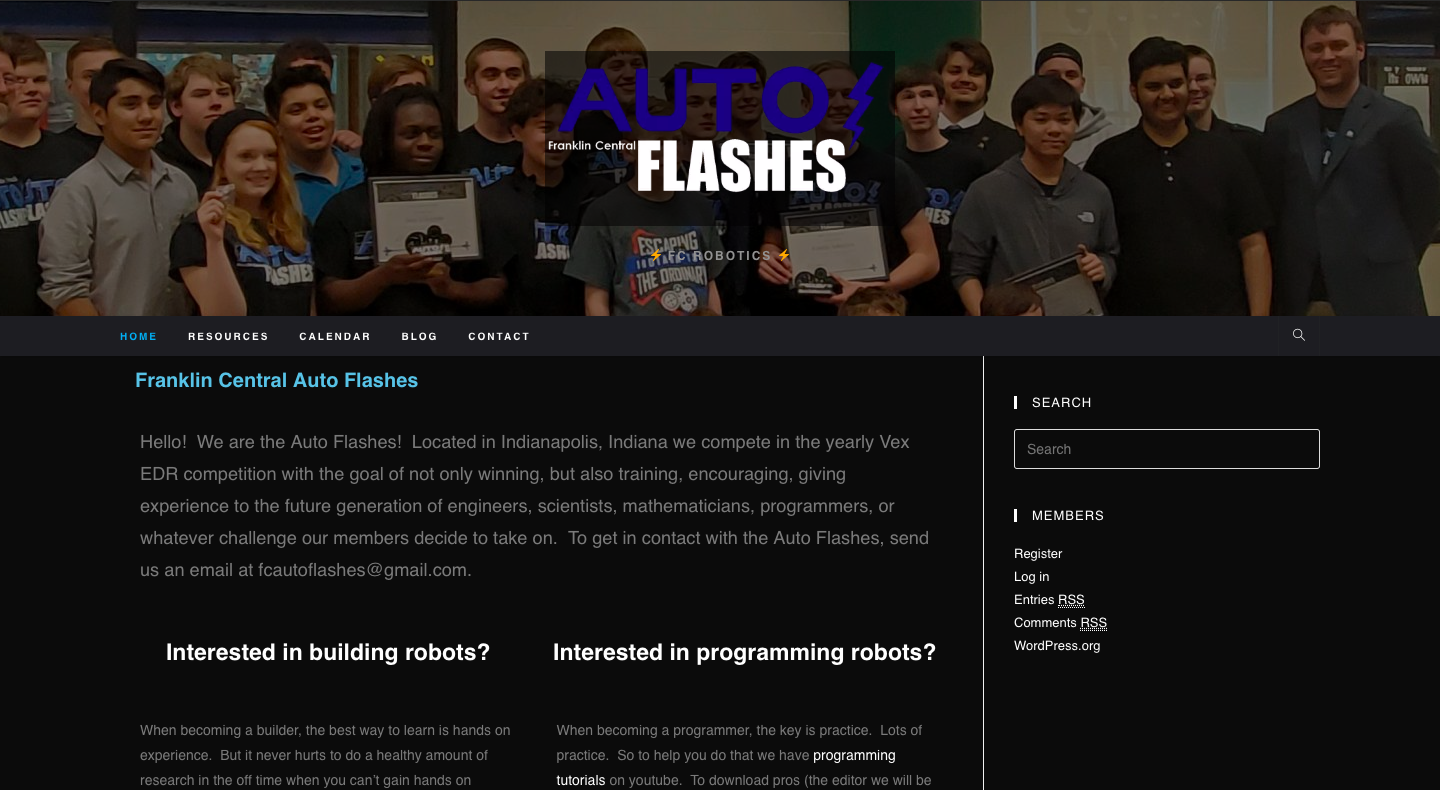 AUTO
Franklin Central
FLASHES
ESCAPING
THE ORDINARY
⚡ FC ROBOTICS ⚡
HOME RESOURCES CALENDAR BLOG CONTACT
Franklin Central Auto Flashes
Hello!  We are the Auto Flashes!  Located in Indianapolis, Indiana we compete in the yearly Vex
EDR competition with the goal of not only winning, but also training, encouraging, giving
experience to the future generation of engineers, scientists, mathematicians, programmers, or
whatever challenge our members decide to take on.  To get in contact with the Auto Flashes, send
us an email at fcautoflashes@gmail.com.
Interested in building robots?
When becoming a builder, the best way to learn is hands on
experience.  But it never hurts to do a healthy amount of
research in the off time when you can't gain hands on
Interested in programming robots?
When becoming a programmer, the key is practice.  Lots of
practice.  So to help you do that we have programming
tutorials on youtube.  To download pros (the editor we will be
SEARCH
Search
MEMBERS
Register
Log in
Entries RSS
Comments RSS
WordPress.org